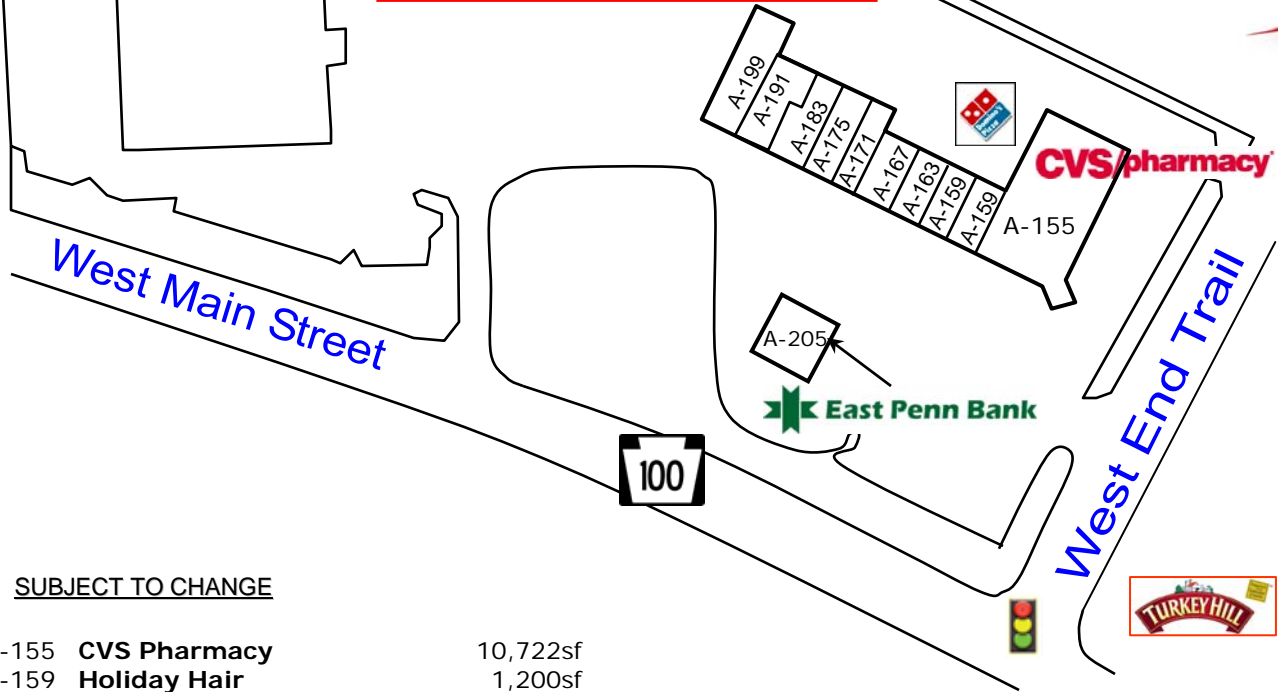 A-199
A-191
A-183
A-175
A-171
A-167
A-163
A-159
A-159
A-155
Domino's Pizza
CVS/pharmacy
West Main Street
A-205
East Penn Bank
West End Trail
100
TURKEY HILL
SUBJECT TO CHANGE
-155 CVS Pharmacy 10,722sf
-159 Holiday Hair 1,200sf